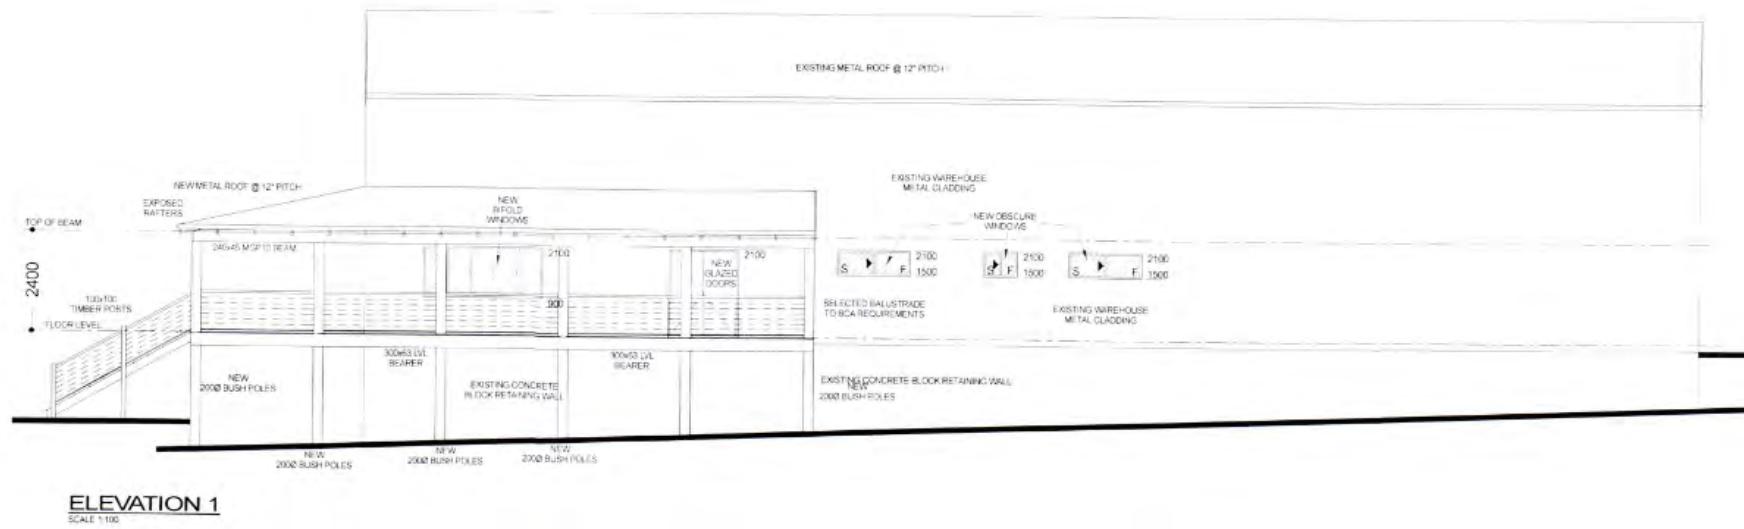 EXISTING METAL ROOF @ 12° PITCH
EXISTING WAREHOUSE
METAL CLADDING
NEW METAL ROOF @ 12° PITCH
EXPOSED
RAFTERS
NEW
BIFOLD
WINDOWS
NEW OBSCURE
WINDOWS
TOP OF BEAM
240x45 MGP10 BEAM
2100
2100
NEW
GLAZED
DOORS
S F
2100
1500
S F
2100
1500
S F
2100
1500
2400
100x100
TIMBER POSTS
900
SELECTED BALUSTRADE
TO BCA REQUIREMENTS
EXISTING WAREHOUSE
METAL CLADDING
FLOOR LEVEL
300x63 LVL
BEARER
300x63 LVL
BEARER
NEW
200Ø BUSH POLES
EXISTING CONCRETE
BLOCK RETAINING WALL
EXISTING CONCRETE BLOCK RETAINING WALL
NEW
200Ø BUSH POLES
NEW
200Ø BUSH POLES
NEW
200Ø BUSH POLES
NEW
200Ø BUSH POLES
ELEVATION 1
SCALE 1:100